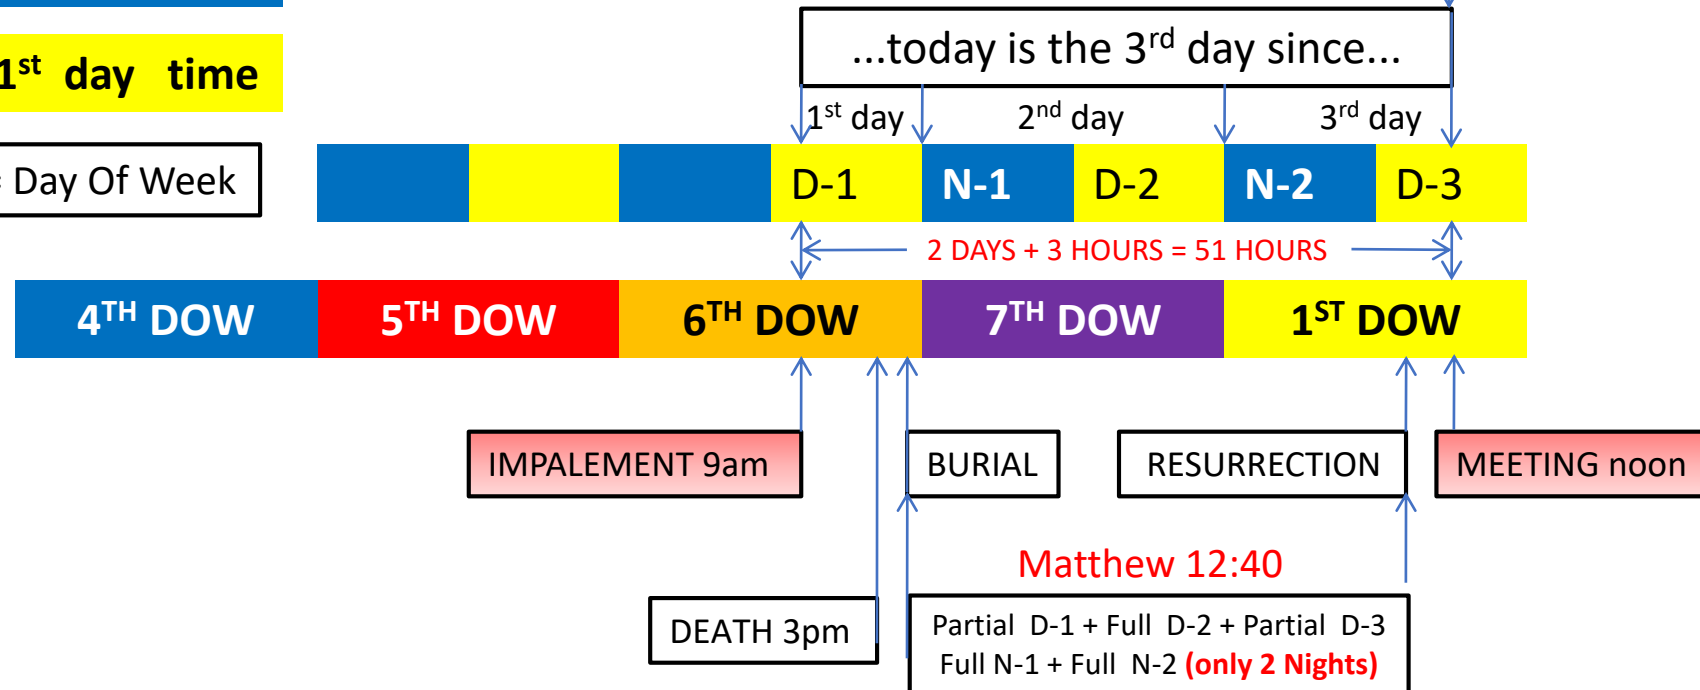 ...today is the 3rd day since...
1st day time
1st day 2nd day 3rd day
= Day Of Week
D-1 N-1 D-2 N-2 D-3
2 DAYS + 3 HOURS = 51 HOURS
4TH DOW 5TH DOW 6TH DOW 7TH DOW 1ST DOW
IMPALEMENT 9am BURIAL RESURRECTION MEETING noon
Matthew 12:40
DEATH 3pm
Partial D-1 + Full D-2 + Partial D-3
Full N-1 + Full N-2 (only 2 Nights)